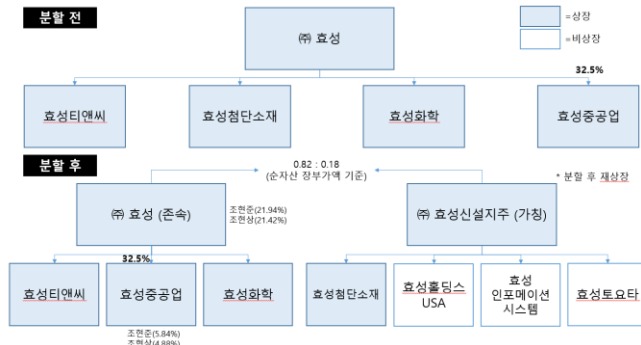 분할 전
㈜ 효성
=상장
=비상장
32.5%
효성티앤씨
효성첨단소재
효성화학
효성중공업
분할 후
0.82 : 0.18
(순자산 장부가액 기준)
* 분할 후 재상장
㈜ 효성 (존속)
조현준(21.94%)
조현상(21.42%)
㈜ 효성신설지주 (가칭)
32.5%
효성티앤씨
효성중공업
효성화학
효성첨단소재
효성홀딩스
USA
효성
인포메이션
시스템
효성토요타
조현준(5.84%)
조현상(4.88%)